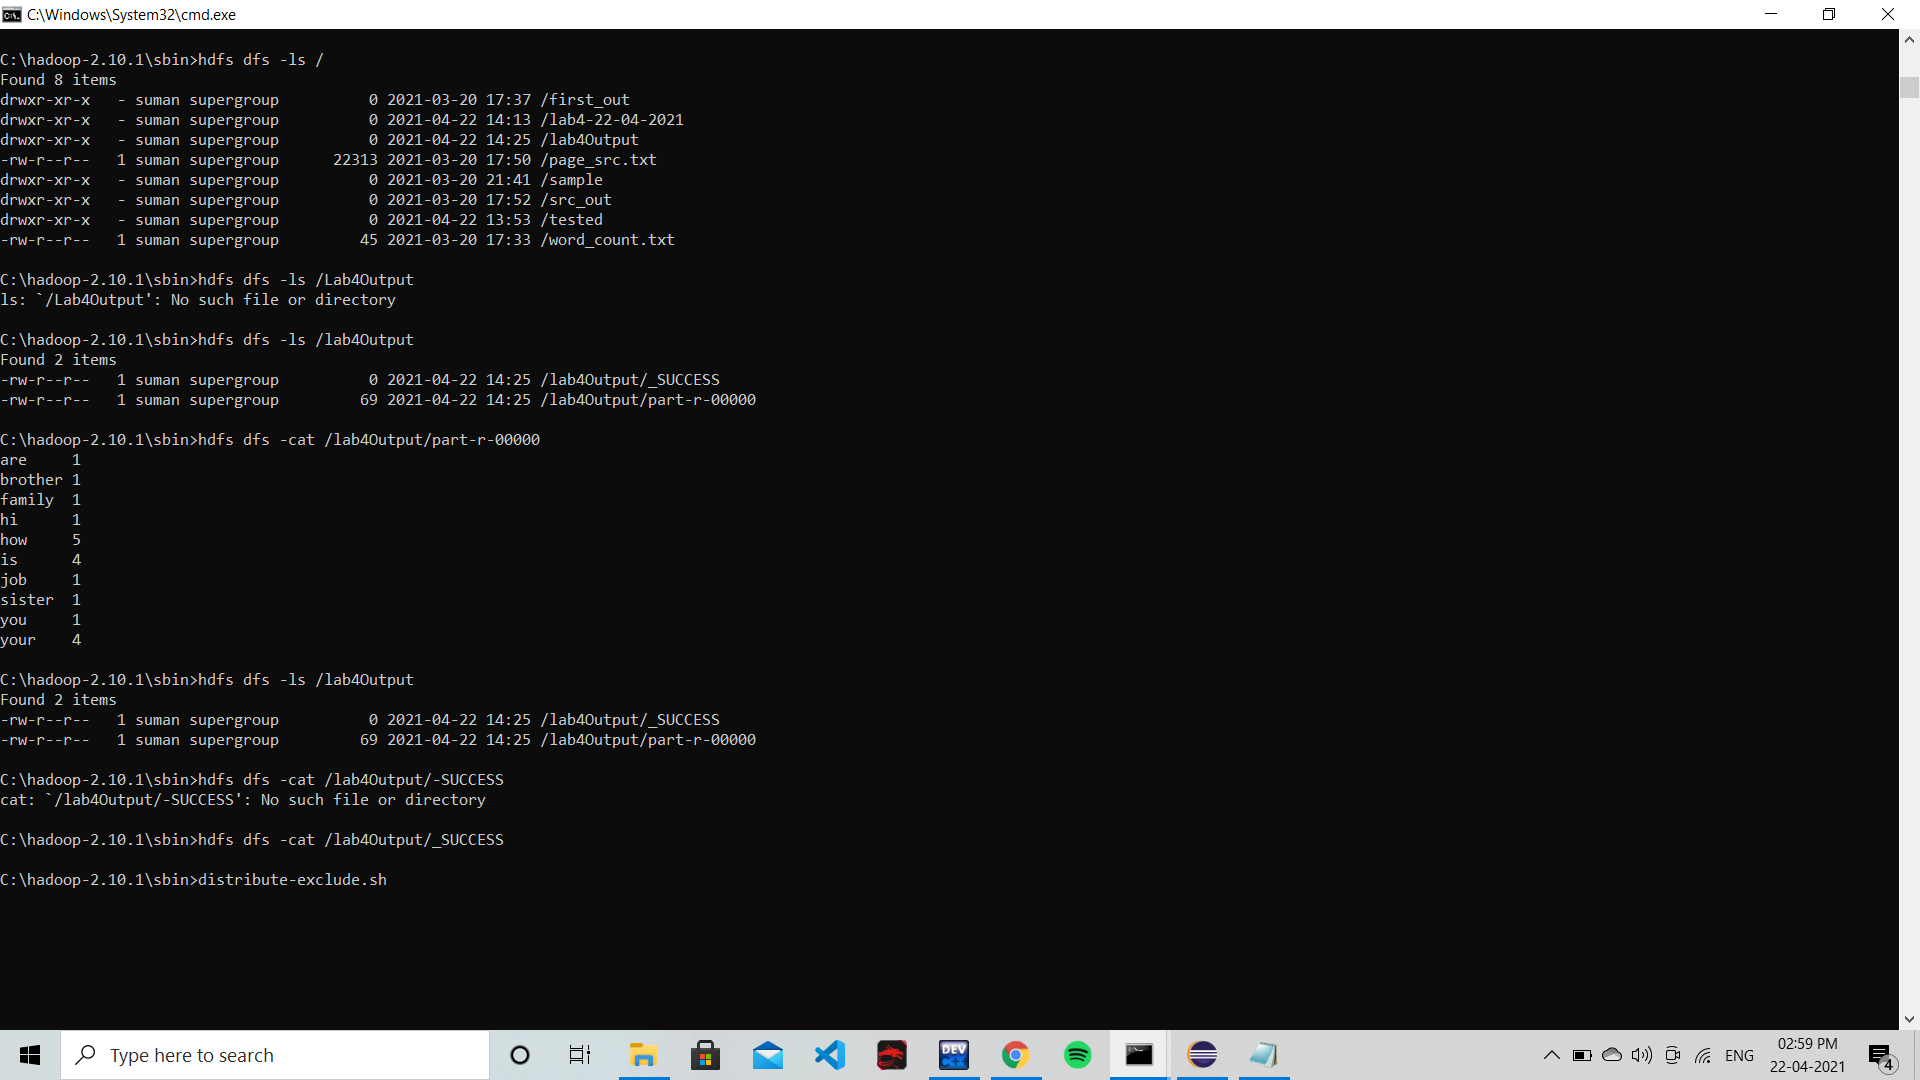 C:\Windows\System32\cmd.exe
C:\hadoop-2.10.1\sbin>hdfs dfs -ls /
Found 8 items
drwxr-xr-x   - suman supergroup          0 2021-03-20 17:37 /first_out
drwxr-xr-x   - suman supergroup          0 2021-04-22 14:13 /lab4-22-04-2021
drwxr-xr-x   - suman supergroup          0 2021-04-22 14:25 /lab4Output
-rw-r--r--   1 suman supergroup      22313 2021-03-20 17:50 /page_src.txt
drwxr-xr-x   - suman supergroup          0 2021-03-20 21:41 /sample
drwxr-xr-x   - suman supergroup          0 2021-03-20 17:52 /src_out
drwxr-xr-x   - suman supergroup          0 2021-04-22 13:53 /tested
-rw-r--r--   1 suman supergroup         45 2021-03-20 17:33 /word_count.txt
C:\hadoop-2.10.1\sbin>hdfs dfs -ls /Lab4Output
ls: `/Lab4Output': No such file or directory
C:\hadoop-2.10.1\sbin>hdfs dfs -ls /lab4Output
Found 2 items
-rw-r--r--   1 suman supergroup          0 2021-04-22 14:25 /lab4Output/_SUCCESS
-rw-r--r--   1 suman supergroup         69 2021-04-22 14:25 /lab4Output/part-r-00000
C:\hadoop-2.10.1\sbin>hdfs dfs -cat /lab4Output/part-r-00000
are     1
brother 1
family  1
hi      1
how     5
is      4
job     1
sister  1
you     1
your    4
C:\hadoop-2.10.1\sbin>hdfs dfs -ls /lab4Output
Found 2 items
-rw-r--r--   1 suman supergroup          0 2021-04-22 14:25 /lab4Output/_SUCCESS
-rw-r--r--   1 suman supergroup         69 2021-04-22 14:25 /lab4Output/part-r-00000
C:\hadoop-2.10.1\sbin>hdfs dfs -cat /lab4Output/-SUCCESS
cat: `/lab4Output/-SUCCESS': No such file or directory
C:\hadoop-2.10.1\sbin>hdfs dfs -cat /lab4Output/_SUCCESS
C:\hadoop-2.10.1\sbin>distribute-exclude.sh
Type here to search
DEV
ENG
02:59 PM
22-04-2021
4